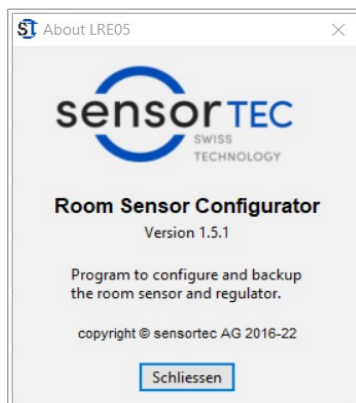 ST About LRE05
sensorTEC
SWISS
TECHNOLOGY
Room Sensor Configurator
Version 1.5.1
Program to configure and backup
the room sensor and regulator.
copyright © sensortec AG 2016-22
Schliessen